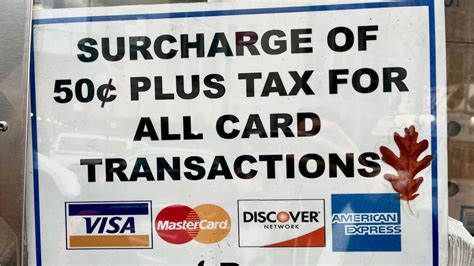 SURCHARGE OF
50¢ PLUS TAX FOR
ALL CARD
TRANSACTIONS
VISA MasterCard DISCOVER AMERICAN
NETWORK EXPRESS